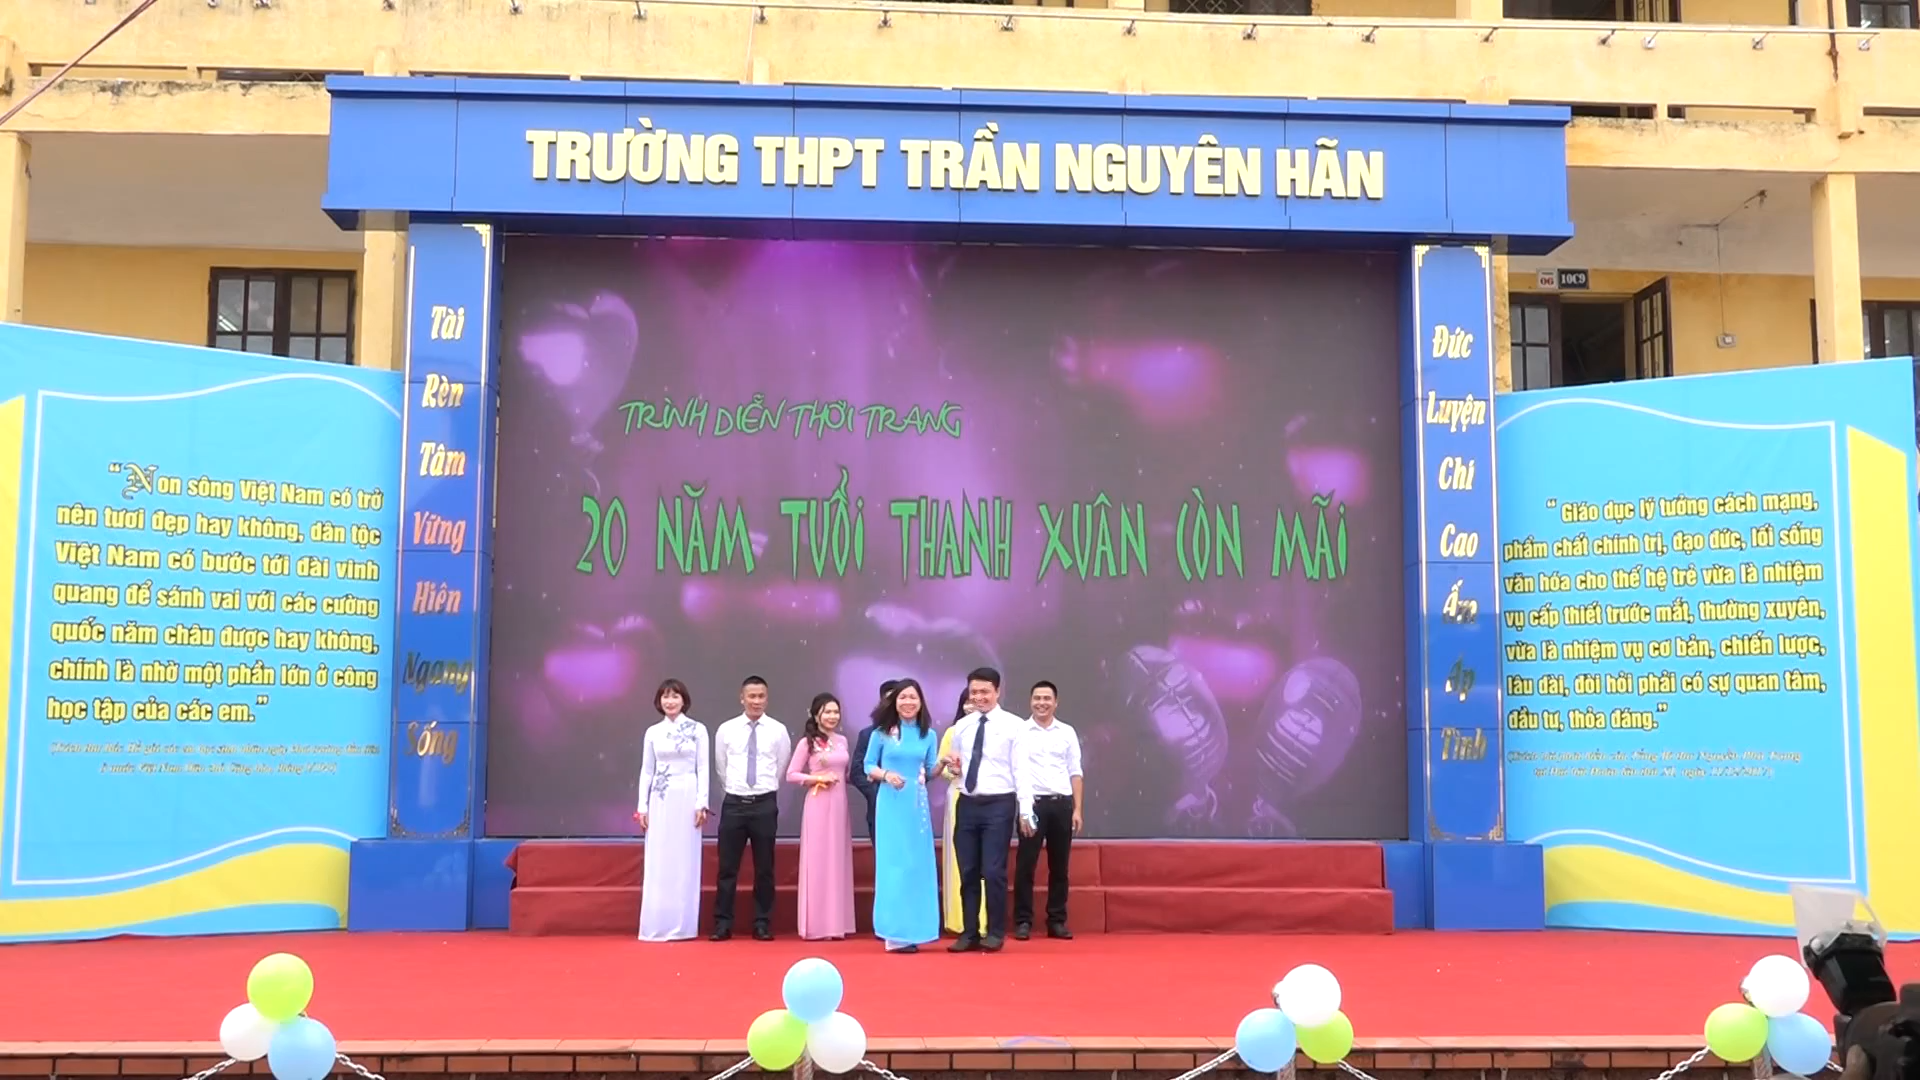 TRƯỜNG THPT TRẦN NGUYÊN HÃN
06 10C9
Tài
Rèn
Tâm
Vững
Hiên
Ngang
Sống
TRÌNH DIỄN THỜI TRANG
20 NĂM TUỔI THANH XUÂN CÒN MÃI
Đức
Luyện
Chí
Cao
Ấm
Áp
Tình
“Non sông Việt Nam có trở
nên tươi đẹp hay không, dân tộc
Việt Nam có bước tới đài vinh
quang để sánh vai với các cường
quốc năm châu được hay không,
chính là nhờ một phần lớn ở công
học tập của các em.”
“ Giáo dục lý tưởng cách mạng,
phẩm chất chính trị, đạo đức, lối sống
văn hóa cho thế hệ trẻ vừa là nhiệm
vụ cấp thiết trước mắt, thường xuyên,
vừa là nhiệm vụ cơ bản, chiến lược,
lâu dài, đòi hỏi phải có sự quan tâm,
đầu tư, thỏa đáng.”